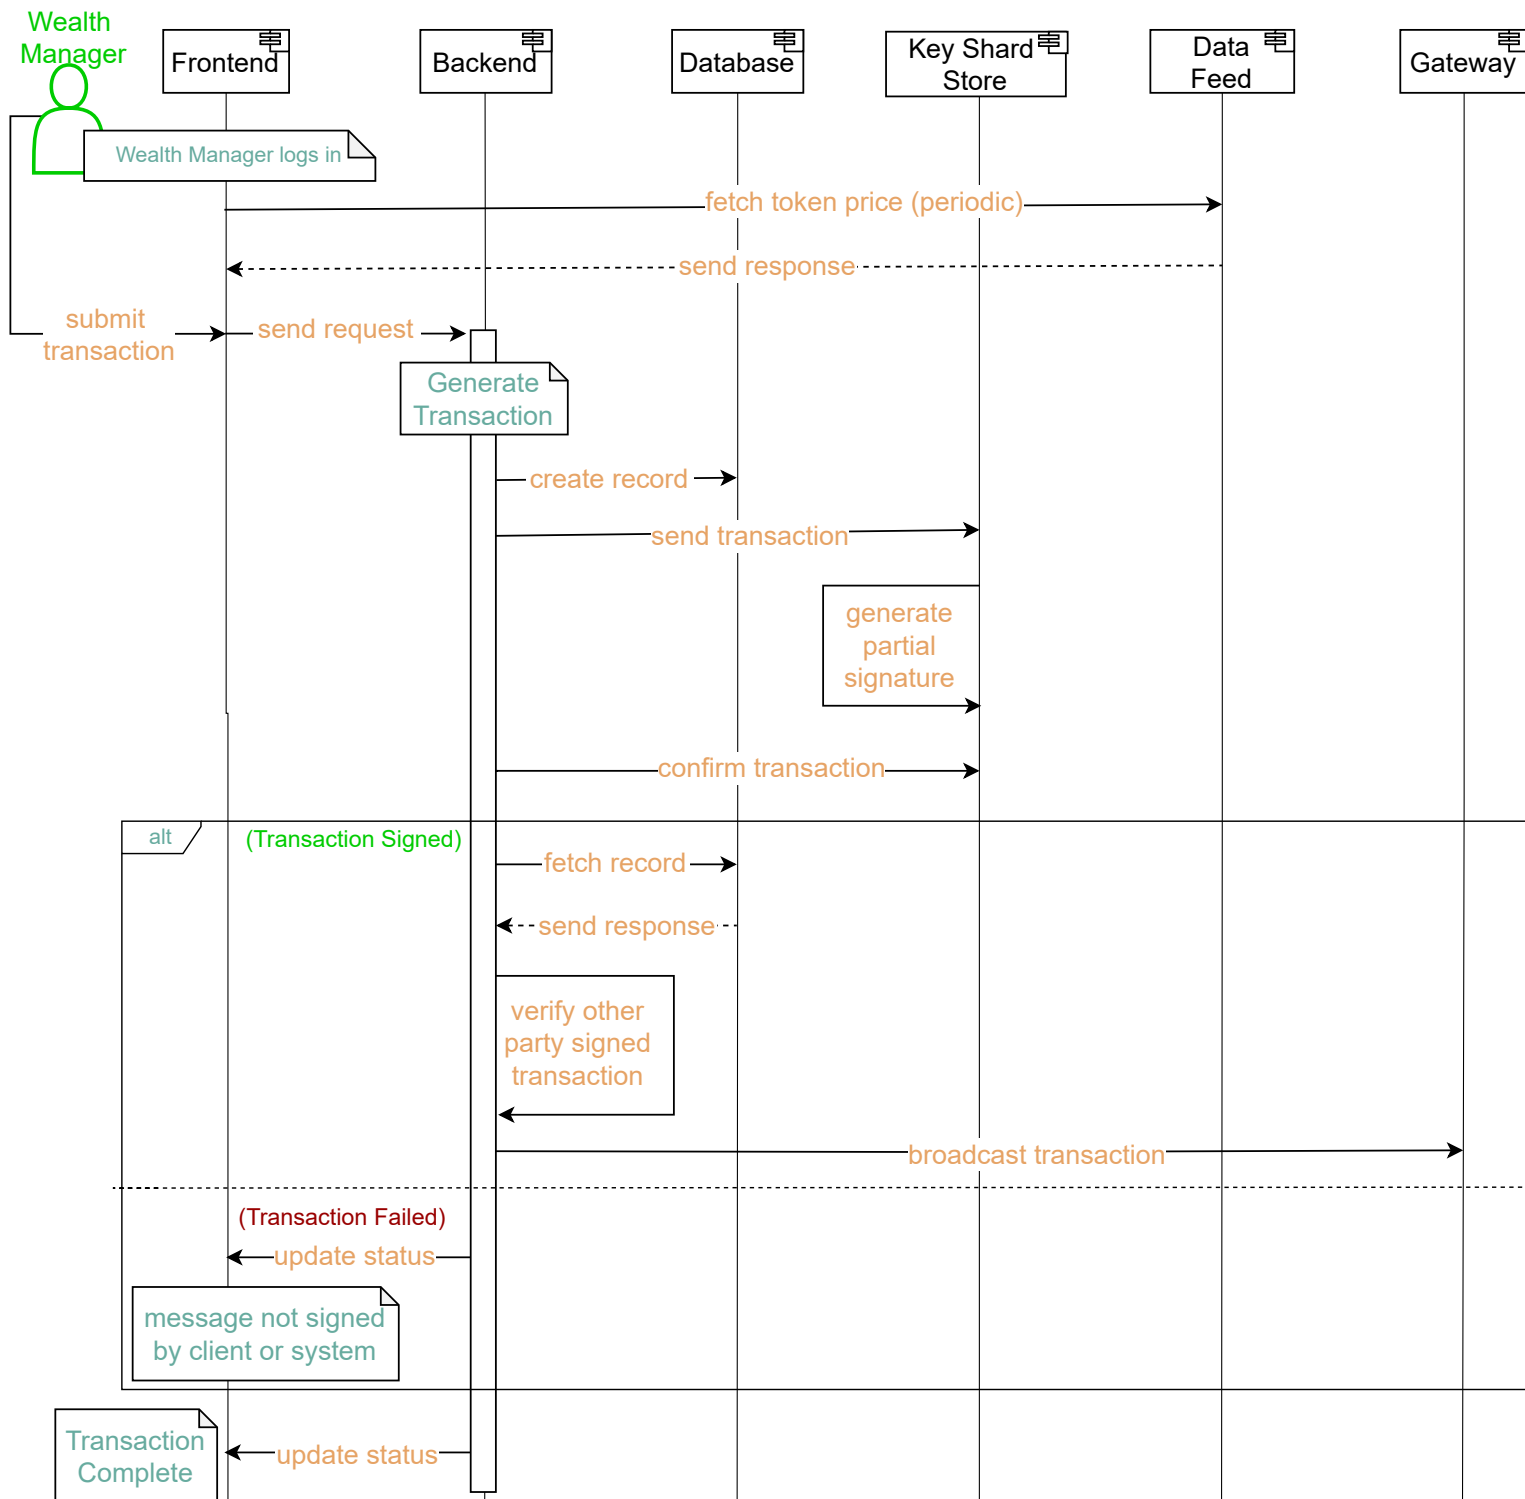 Wealth
Manager
Frontend
Backend
Database
Key Shard
Store
Data
Feed
Gateway
Wealth Manager logs in
fetch token price (periodic)
send response
submit
transaction
send request
Generate
Transaction
create record
send transaction
generate
partial
signature
confirm transaction
alt
(Transaction Signed)
fetch record
send response
verify other
party signed
transaction
broadcast transaction
(Transaction Failed)
update status
message not signed
by client or system
Transaction
Complete
update status